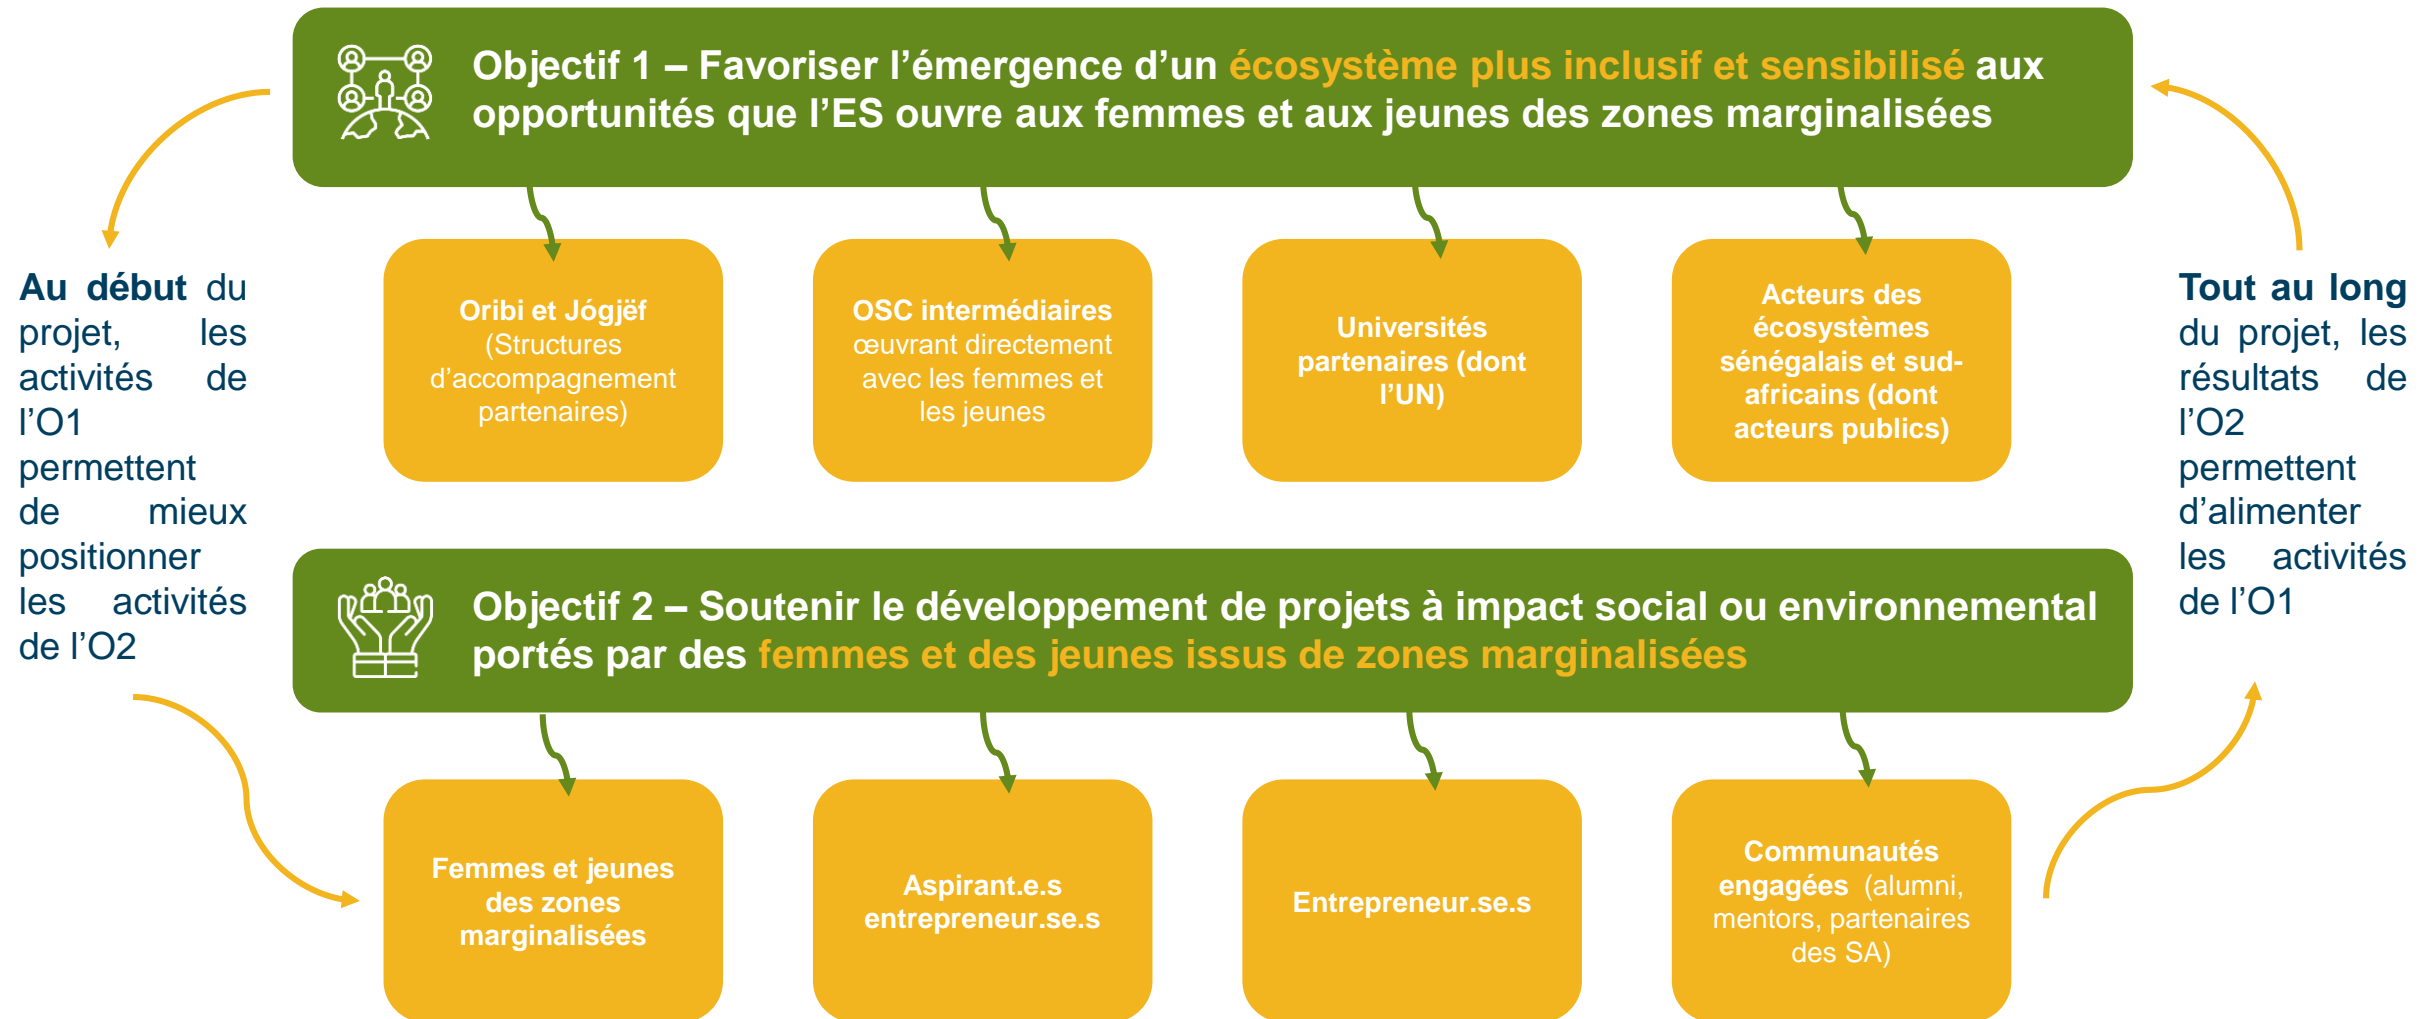 Objectif 1 – Favoriser l’émergence d’un écosystème plus inclusif et sensibilisé aux
opportunités que l’ES ouvre aux femmes et aux jeunes des zones marginalisées
Au début du
projet, les
activités de
l’O1
permettent
de mieux
positionner
les activités
de l’O2
Oribi et Jógjëf
(Structures
d’accompagnement
partenaires)
OSC intermédiaires
œuvrant directement
avec les femmes et
les jeunes
Universités
partenaires (dont
l’UN)
Acteurs des
écosystèmes
sénégalais et sud-
africains (dont
acteurs publics)
Tout au long
du projet, les
résultats de
l’O2
permettent
d’alimenter
les activités
de l’O1
Objectif 2 – Soutenir le développement de projets à impact social ou environnemental
portés par des femmes et des jeunes issus de zones marginalisées
Femmes et jeunes
des zones
marginalisées
Aspirant.e.s
entrepreneur.se.s
Entrepreneur.se.s
Communautés
engagées (alumni,
mentors, partenaires
des SA)